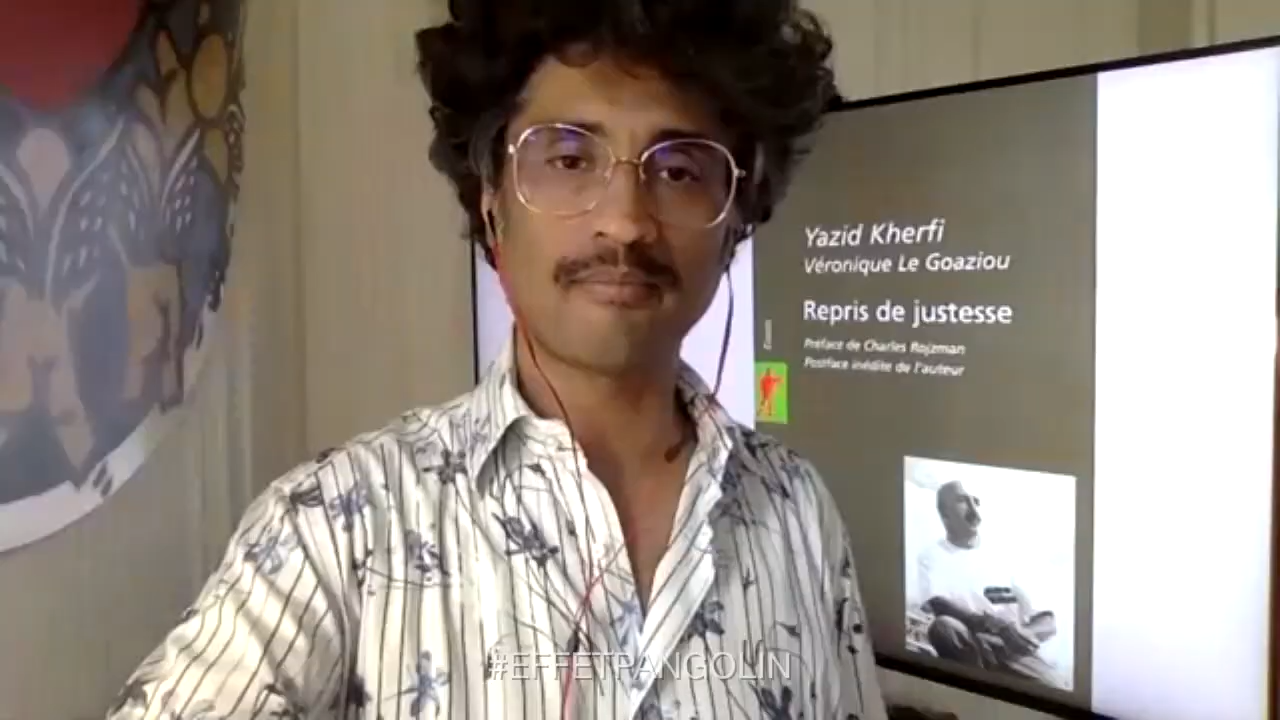 Yazid Kherfi
Véronique Le Goaziou
Repris de justesse
Préface de Charles Rojzman
Postface inédite de l'auteur
#EFFETPANGOLIN